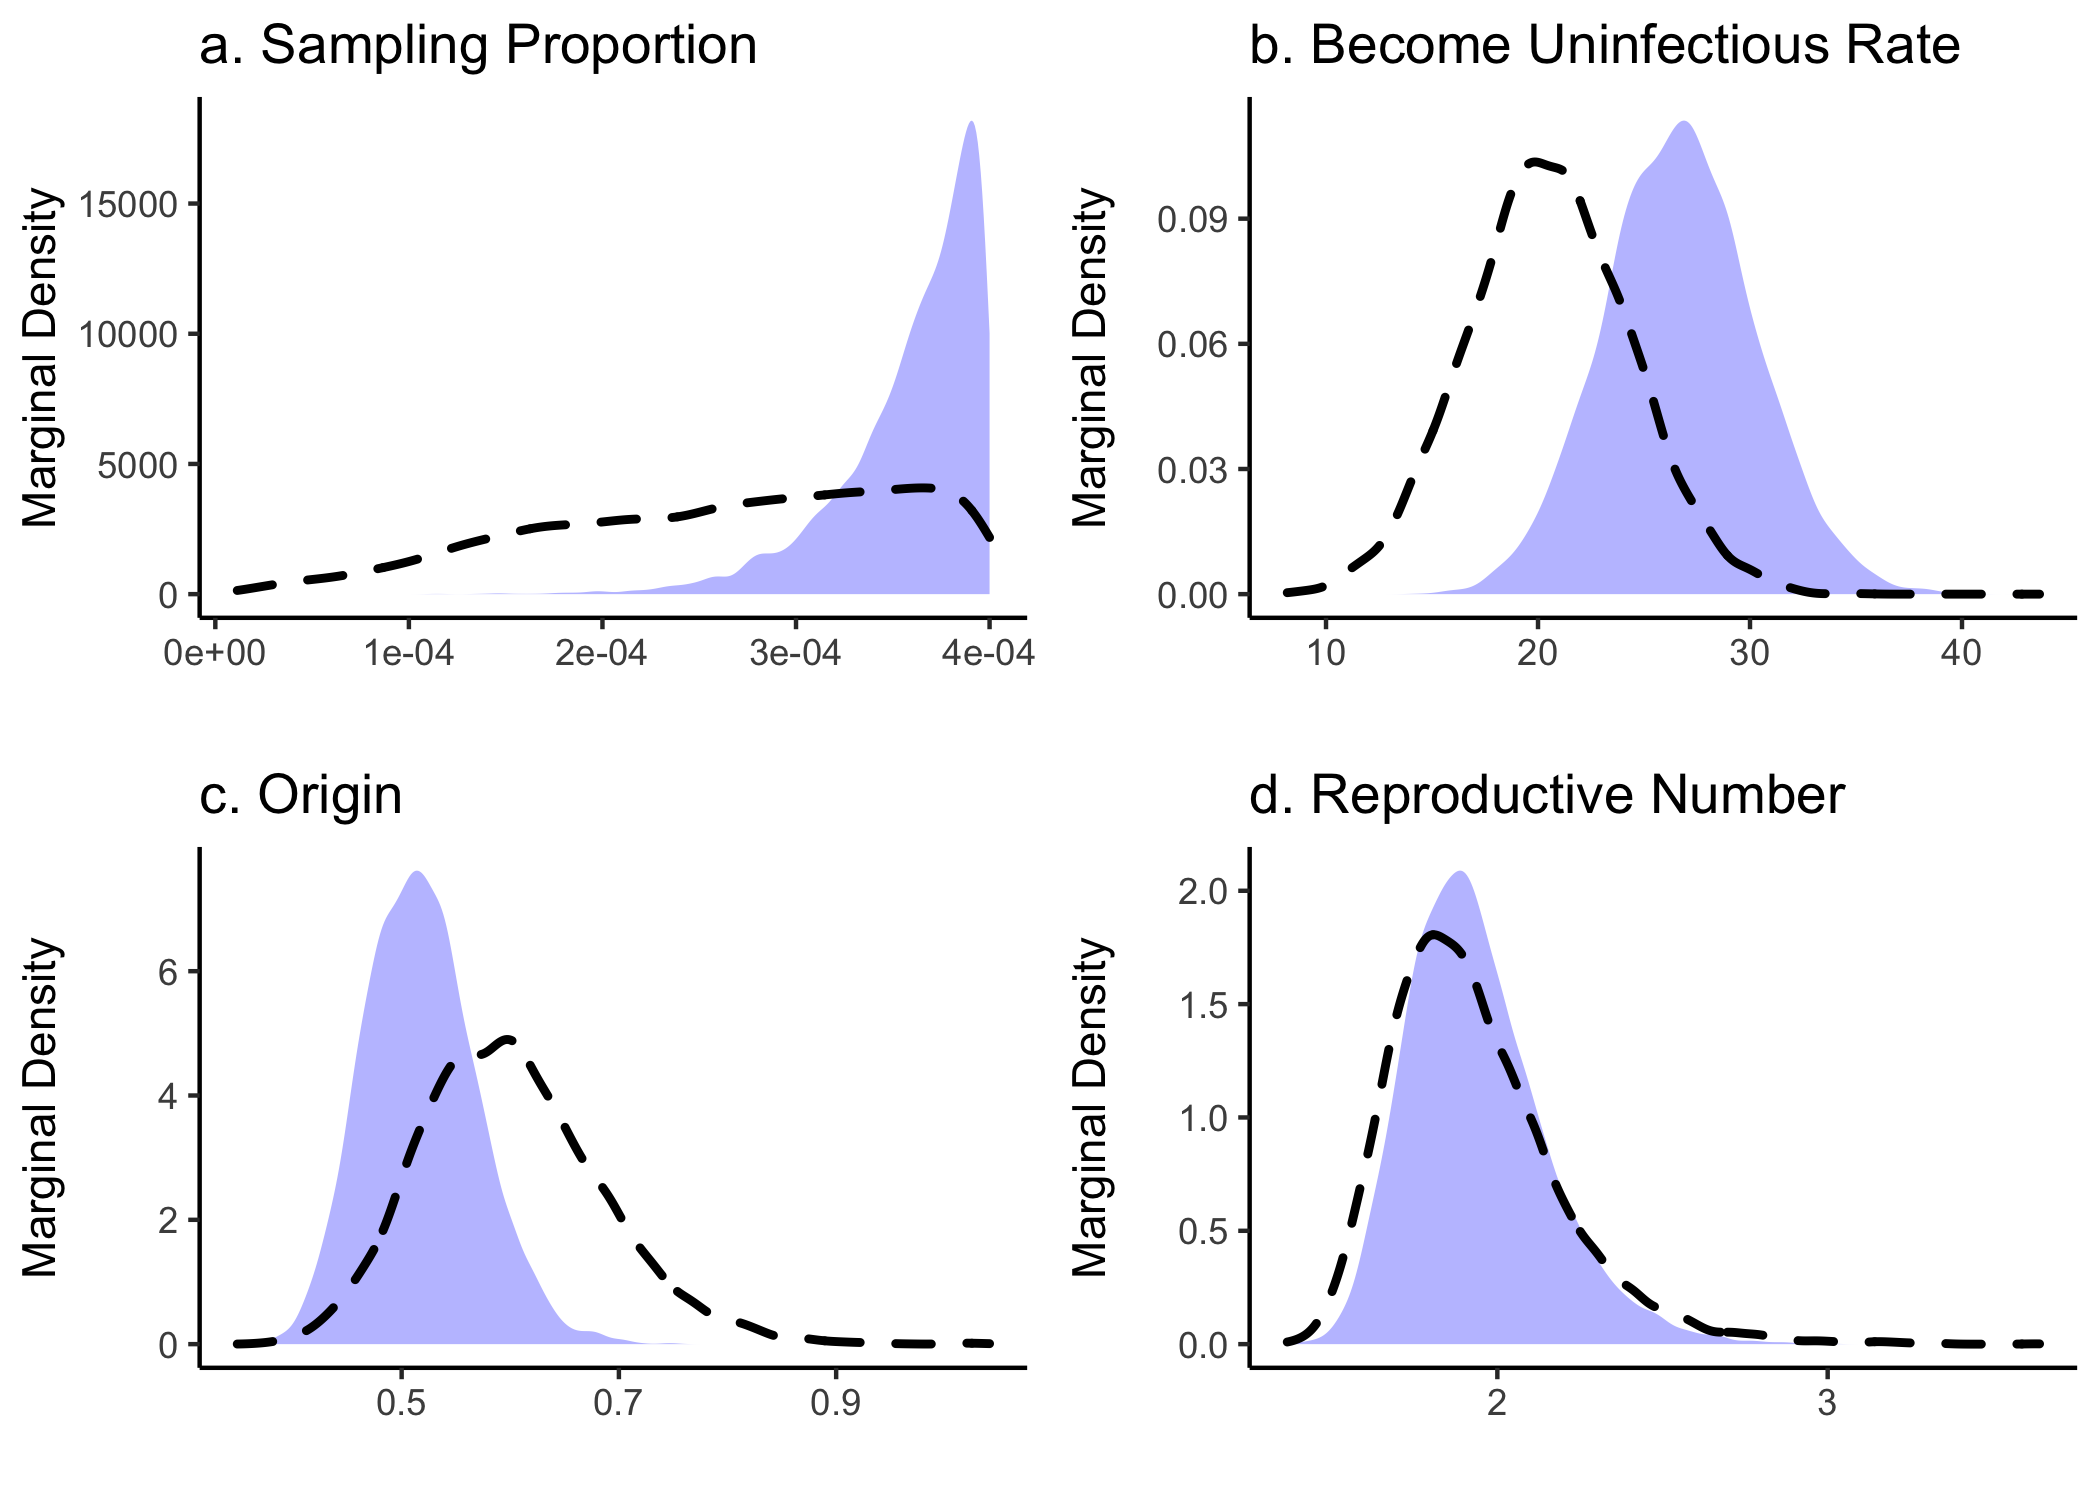 a. Sampling Proportion
Marginal Density
15000
10000
5000
0
0e+00 1e-04 2e-04 3e-04 4e-04
b. Become Uninfectious Rate
Marginal Density
0.09
0.06
0.03
0.00
10 20 30 40
c. Origin
Marginal Density
6
4
2
0
0.5 0.7 0.9
d. Reproductive Number
Marginal Density
2.0
1.5
1.0
0.5
0.0
2 3